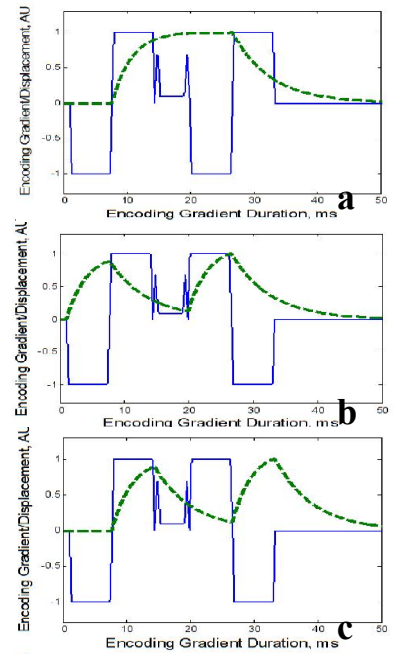 Encoding Gradient/Displacement, AU
1
0.5
0
-0.5
-1
0 10 20 30 40 50
Encoding Gradient Duration, ms
a
Encoding Gradient/Displacement, AU
1
0.5
0
-0.5
-1
0 10 20 30 40 50
Encoding Gradient Duration, ms
b
Encoding Gradient/Displacement, AU
1
0.5
0
-0.5
-1
0 10 20 30 40 50
Encoding Gradient Duration, ms
c